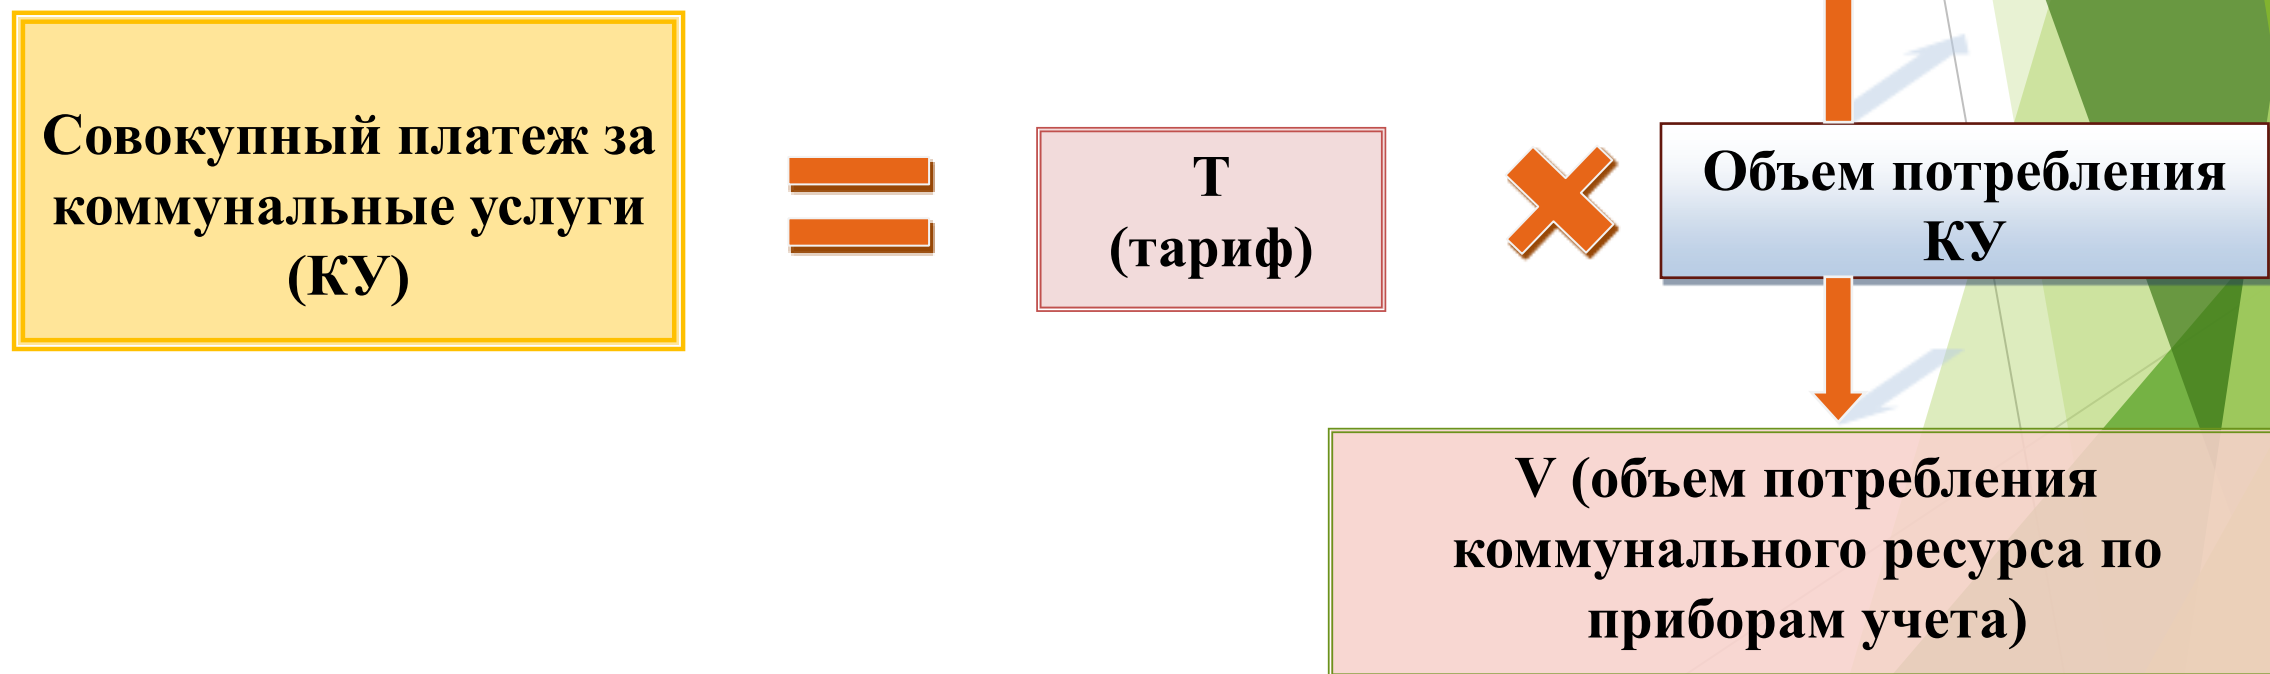 Совокупный платеж за
коммунальные услуги
(КУ)
Т
(тариф)
Объем потребления
КУ
V (объем потребления
коммунального ресурса по
приборам учета)